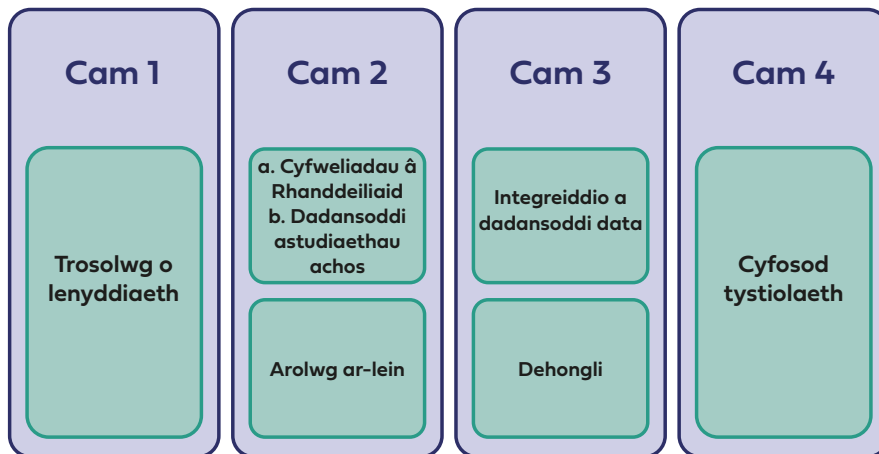 Cam 1
Trosolwg o
lenyddiaeth
Cam 2
a. Cyfweliadau â
Rhanddeiliaid
b. Dadansoddi
astudiaethau
achos
Arolwg ar-lein
Cam 3
Integreiddio a
dadansoddi data
Dehongli
Cam 4
Cyfosod
tystiolaeth